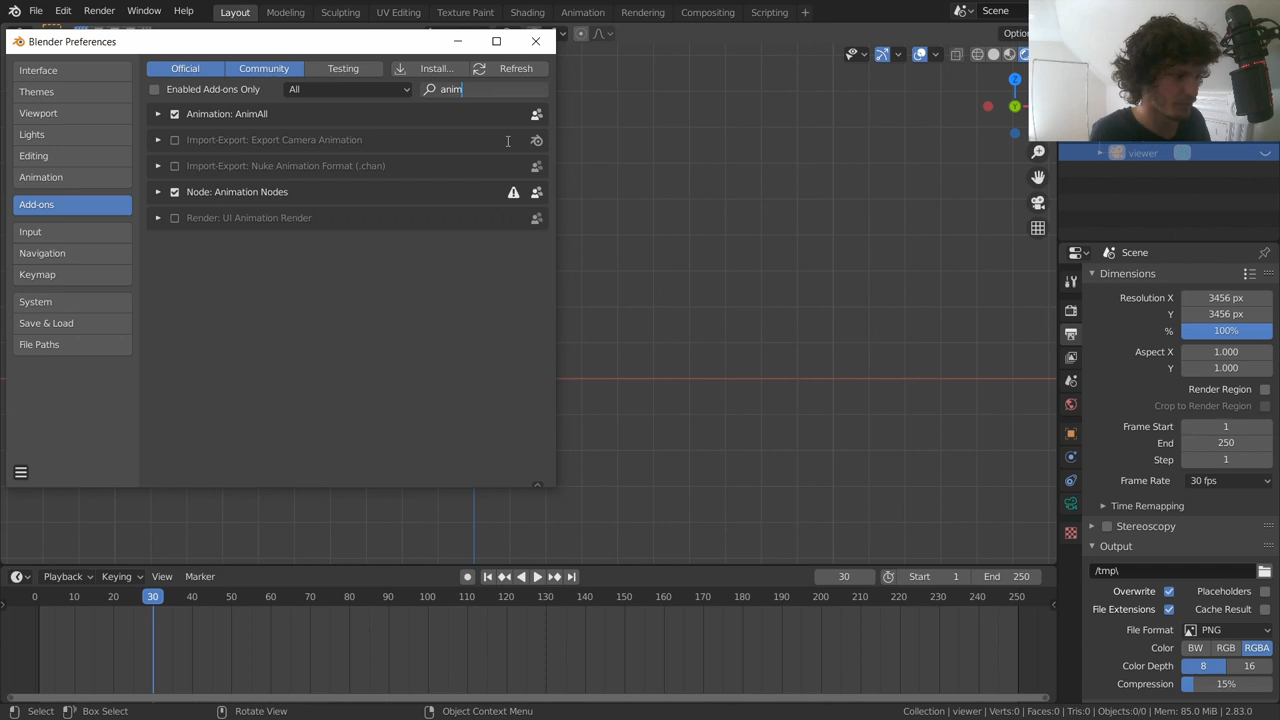 File Edit Render Window Help
Layout Modeling Sculpting UV Editing Texture Paint Shading Animation Rendering Compositing Scripting +
Scene
Blender Preferences
Interface
Themes
Viewport
Lights
Editing
Animation
Add-ons
Input
Navigation
Keymap
System
Save & Load
File Paths
Official Community Testing Install... Refresh
Enabled Add-ons Only All anim
Animation: AnimAll
Import-Export: Export Camera Animation
Import-Export: Nuke Animation Format (.chan)
Node: Animation Nodes
Render: UI Animation Render
Optio
X
Y
viewer
Scene
Dimensions
Resolution X 3456 px
Y 3456 px
% 100%
Aspect X 1.000
Y 1.000
Render Region
Crop to Render Region
Frame Start 1
End 250
Step 1
Frame Rate 30 fps
Time Remapping
Stereoscopy
Output
/tmp\
Overwrite Placeholders
File Extensions Cache Result
File Format PNG
Color BW RGB RGBA
Color Depth 8 16
Compression 15%
Playback Keying View Marker 30 Start 1 End 250
0 10 20 30 40 50 60 70 80 90 100 110 120 130 140 150 160 170 180 190 200 210 220 230 240 250
Select Box Select Rotate View Object Context Menu Collection | viewer | Verts:0 | Faces:0 | Tris:0 | Objects:0/0 | Mem: 85.0 MiB | 2.83.0